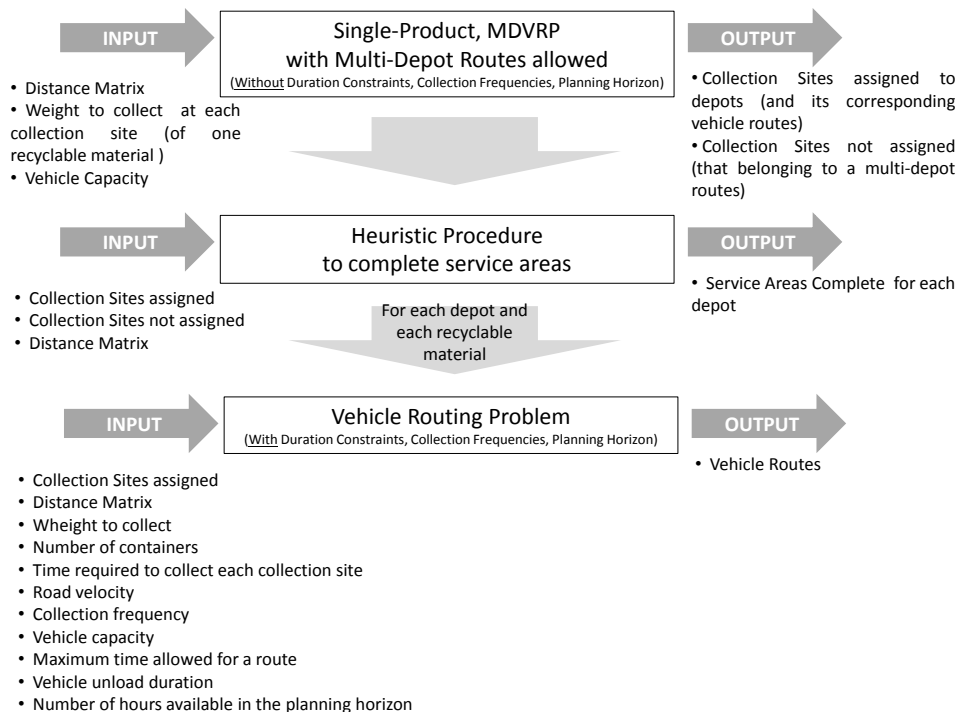 INPUT
Single-Product, MDVRP
with Multi-Depot Routes allowed
(Without Duration Constraints, Collection Frequencies, Planning Horizon)
OUTPUT
• Distance Matrix
• Weight to collect at each
collection site (of one
recyclable material )
• Vehicle Capacity
• Collection Sites assigned to
depots (and its corresponding
vehicle routes)
• Collection Sites not assigned
(that belonging to a multi-depot
routes)
INPUT
Heuristic Procedure
to complete service areas
OUTPUT
• Collection Sites assigned
• Collection Sites not assigned
• Distance Matrix
• Service Areas Complete for each
depot
For each depot and
each recyclable
material
INPUT
Vehicle Routing Problem
(With Duration Constraints, Collection Frequencies, Planning Horizon)
OUTPUT
• Vehicle Routes
• Collection Sites assigned
• Distance Matrix
• Wheight to collect
• Number of containers
• Time required to collect each collection site
• Road velocity
• Collection frequency
• Vehicle capacity
• Maximum time allowed for a route
• Vehicle unload duration
• Number of hours available in the planning horizon